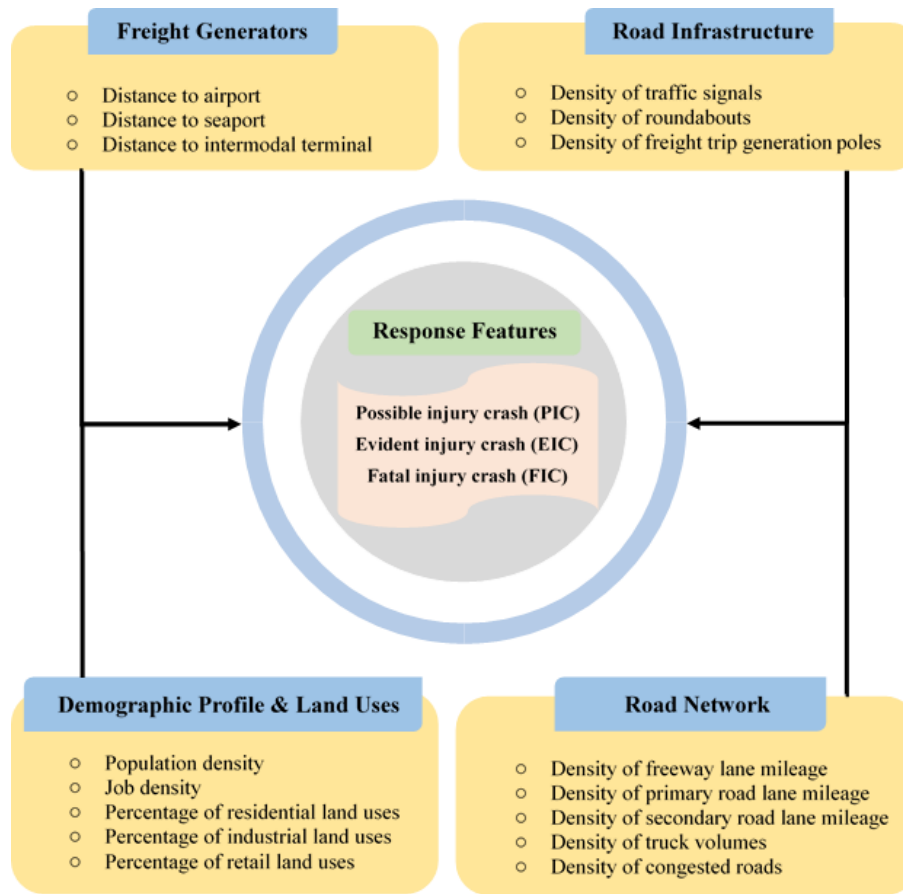 Freight Generators
○ Distance to airport
○ Distance to seaport
○ Distance to intermodal terminal
Road Infrastructure
○ Density of traffic signals
○ Density of roundabouts
○ Density of freight trip generation poles
Response Features
Possible injury crash (PIC)
Evident injury crash (EIC)
Fatal injury crash (FIC)
Demographic Profile & Land Uses
○ Population density
○ Job density
○ Percentage of residential land uses
○ Percentage of industrial land uses
○ Percentage of retail land uses
Road Network
○ Density of freeway lane mileage
○ Density of primary road lane mileage
○ Density of secondary road lane mileage
○ Density of truck volumes
○ Density of congested roads